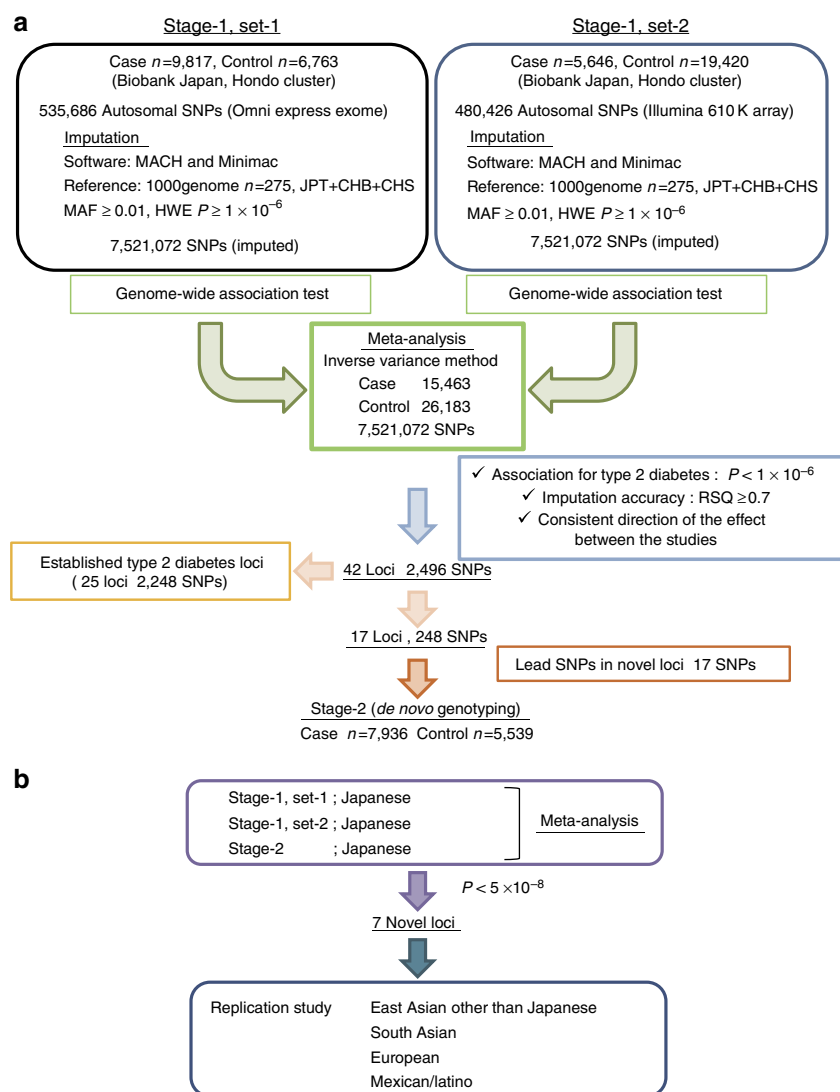 a
Stage-1, set-1
Case n=9,817, Control n=6,763
(Biobank Japan, Hondo cluster)
535,686 Autosomal SNPs (Omni express exome)
Imputation
Software: MACH and Minimac
Reference: 1000genome n=275, JPT+CHB+CHS
MAF ≥ 0.01, HWE P ≥ 1 × 10⁻⁶
7,521,072 SNPs (imputed)
Genome-wide association test
Stage-1, set-2
Case n=5,646, Control n=19,420
(Biobank Japan, Hondo cluster)
480,426 Autosomal SNPs (Illumina 610 K array)
Imputation
Software: MACH and Minimac
Reference: 1000genome n=275, JPT+CHB+CHS
MAF ≥ 0.01, HWE P ≥ 1 × 10⁻⁶
7,521,072 SNPs (imputed)
Genome-wide association test
Meta-analysis
Inverse variance method
Case 15,463
Control 26,183
7,521,072 SNPs
✓ Association for type 2 diabetes : P < 1 × 10⁻⁶
✓ Imputation accuracy : RSQ ≥0.7
✓ Consistent direction of the effect
between the studies
Established type 2 diabetes loci
( 25 loci 2,248 SNPs)
42 Loci 2,496 SNPs
17 Loci , 248 SNPs
Lead SNPs in novel loci 17 SNPs
Stage-2 (de novo genotyping)
Case n=7,936 Control n=5,539
b
Stage-1, set-1 ; Japanese
Stage-1, set-2 ; Japanese
Stage-2 ; Japanese
Meta-analysis
P < 5 ×10⁻⁸
7 Novel loci
Replication study East Asian other than Japanese
South Asian
European
Mexican/latino